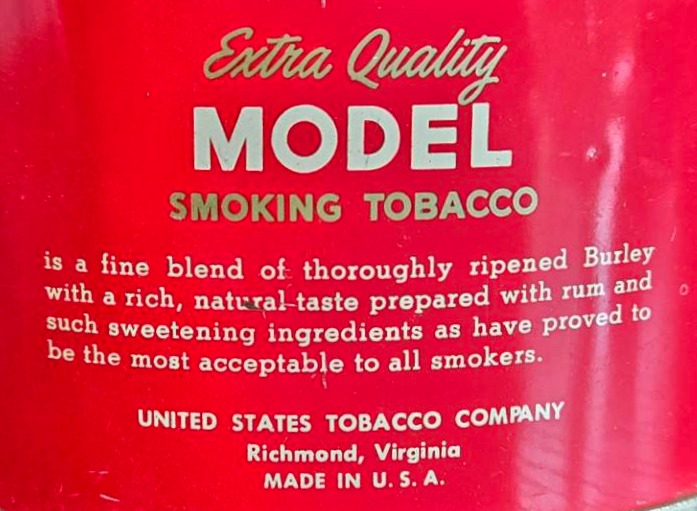 Extra Quality
MODEL
SMOKING TOBACCO
is a fine blend of thoroughly ripened Burley
with a rich, natural taste prepared with rum and
such sweetening ingredients as have proved to
be the most acceptable to all smokers.
UNITED STATES TOBACCO COMPANY
Richmond, Virginia
MADE IN U. S. A.